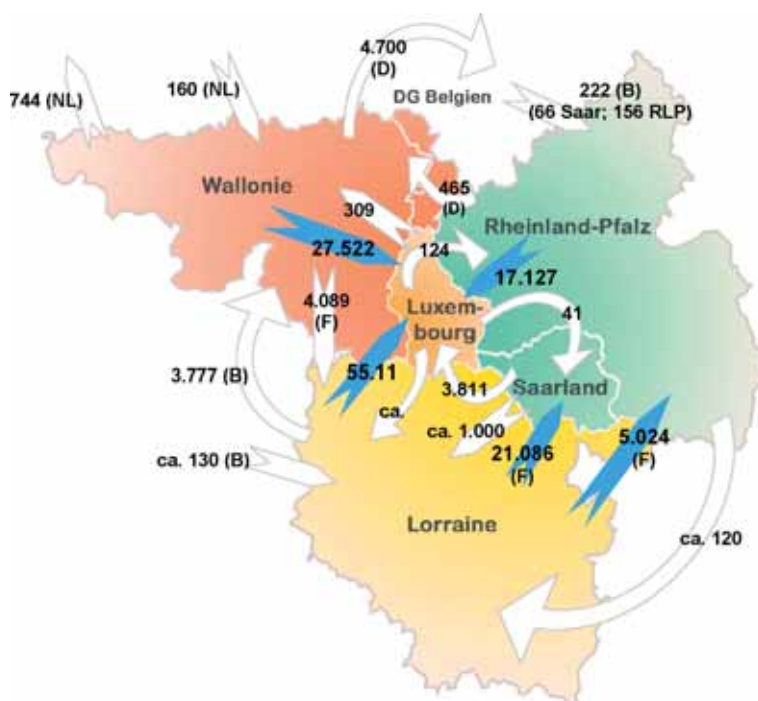 4.700
(D)
744 (NL)
160 (NL)
DG Belgien
222 (B)
(66 Saar; 156 RLP)
Wallonie
465
(D)
309
Rheinland-Pfalz
27.522
124
17.127
4.089
(F)
Luxem-
bourg
41
3.777 (B)
55.11
3.811
Saarland
ca.
ca. 1.000
ca. 130 (B)
21.086
(F)
5.024
(F)
Lorraine
ca. 120